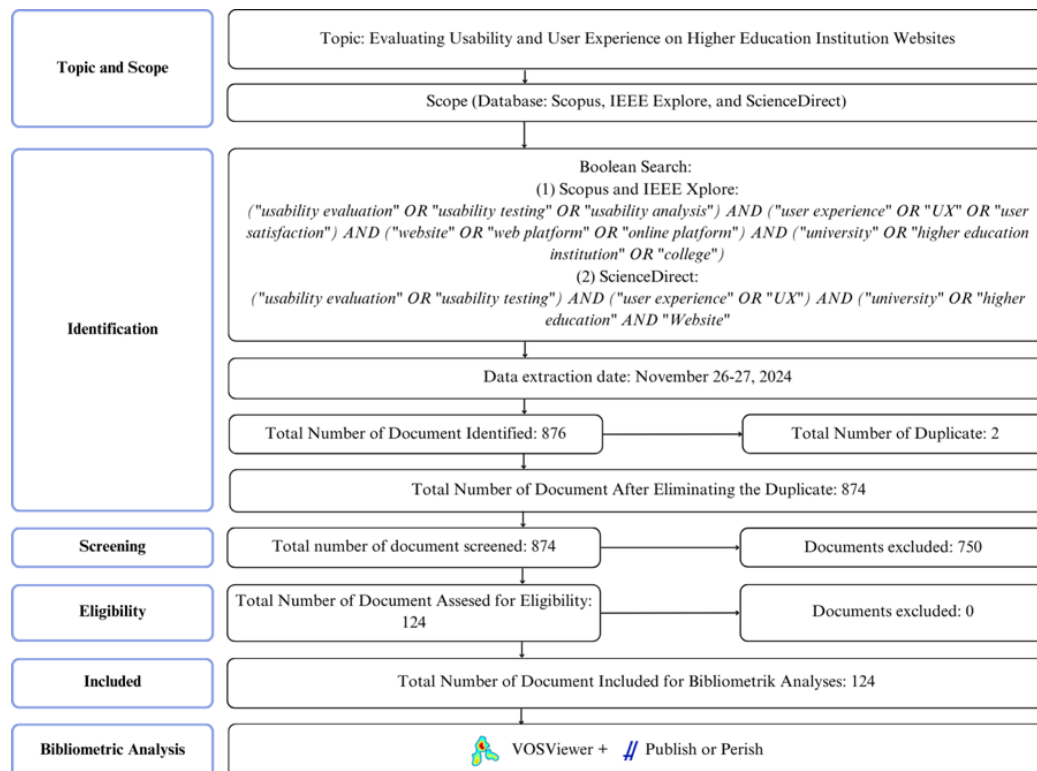 Topic and Scope
Topic: Evaluating Usability and User Experience on Higher Education Institution Websites
Scope (Database: Scopus, IEEE Explore, and ScienceDirect)
Identification
Boolean Search:
(1) Scopus and IEEE Xplore:
("usability evaluation" OR "usability testing" OR "usability analysis") AND ("user experience" OR "UX" OR "user
satisfaction") AND ("website" OR "web platform" OR "online platform") AND ("university" OR "higher education
institution" OR "college")
(2) ScienceDirect:
("usability evaluation" OR "usability testing") AND ("user experience" OR "UX") AND ("university" OR "higher
education" AND "Website"
Data extraction date: November 26-27, 2024
Total Number of Document Identified: 876
Total Number of Duplicate: 2
Total Number of Document After Eliminating the Duplicate: 874
Screening
Total number of document screened: 874
Documents excluded: 750
Eligibility
Total Number of Document Assesed for Eligibility:
124
Documents excluded: 0
Included
Total Number of Document Included for Bibliometrik Analyses: 124
Bibliometric Analysis
VOSViewer + Publish or Perish